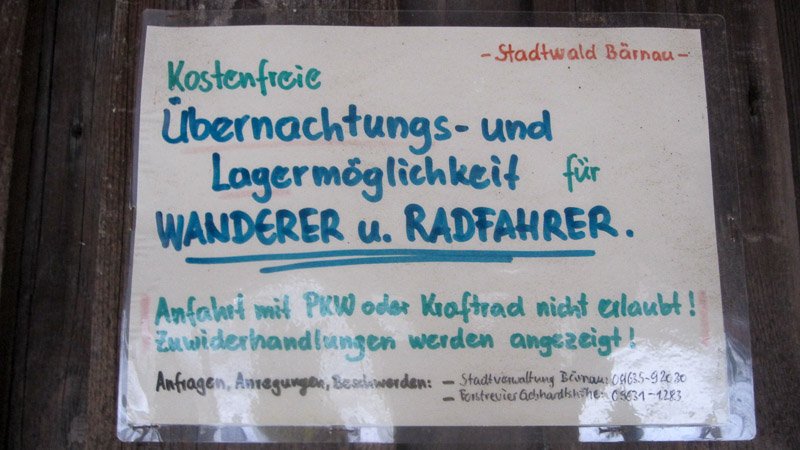 - Stadtwald Bärnau -
Kostenfreie
Übernachtungs- und
Lagermöglichkeit für
WANDERER u. RADFAHRER.
Anfahrt mit PKW oder Kraftrad nicht erlaubt!
Zuwiderhandlungen werden angezeigt!
Anfragen, Anregungen, Beschwerden: - Stadtverwaltung Bärnau: 09635-92030
- Forstrevier Gebhardtshöhe: 09631-1283